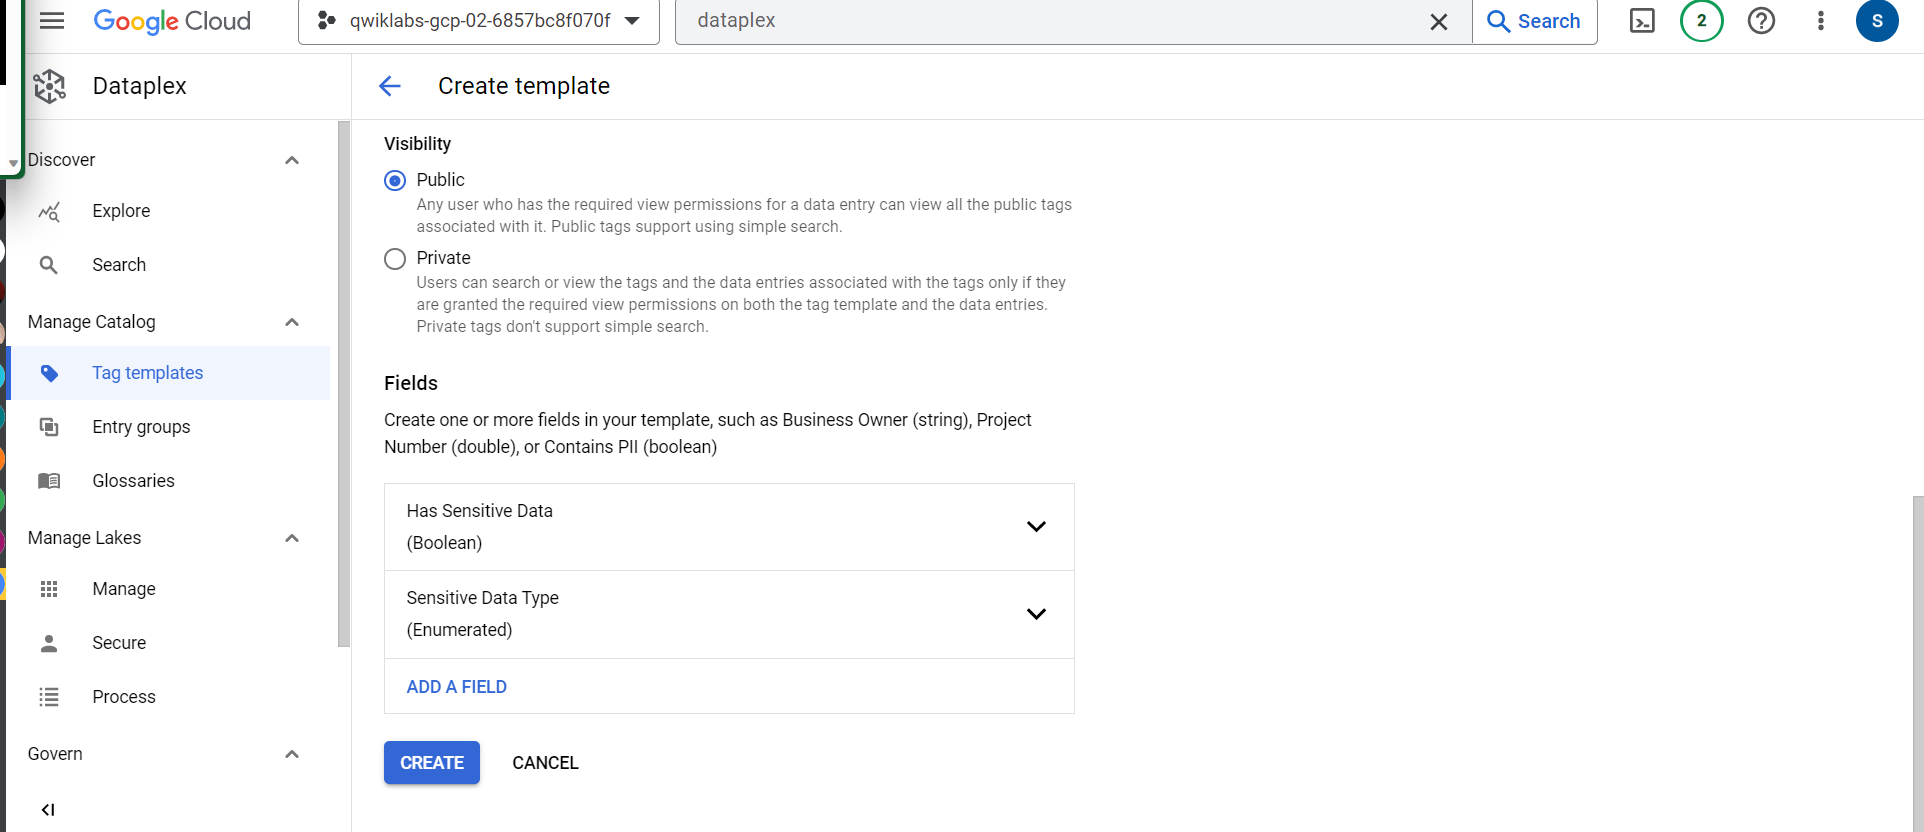 Google Cloud
qwiklabs-gcp-02-6857bc8f070f
dataplex
Search
2
S
Dataplex
Create template
Discover
Explore
Search
Manage Catalog
Tag templates
Entry groups
Glossaries
Manage Lakes
Manage
Secure
Process
Govern
Visibility
Public
Any user who has the required view permissions for a data entry can view all the public tags
associated with it. Public tags support using simple search.
Private
Users can search or view the tags and the data entries associated with the tags only if they
are granted the required view permissions on both the tag template and the data entries.
Private tags don't support simple search.
Fields
Create one or more fields in your template, such as Business Owner (string), Project
Number (double), or Contains PII (boolean)
Has Sensitive Data
(Boolean)
Sensitive Data Type
(Enumerated)
ADD A FIELD
CREATE
CANCEL